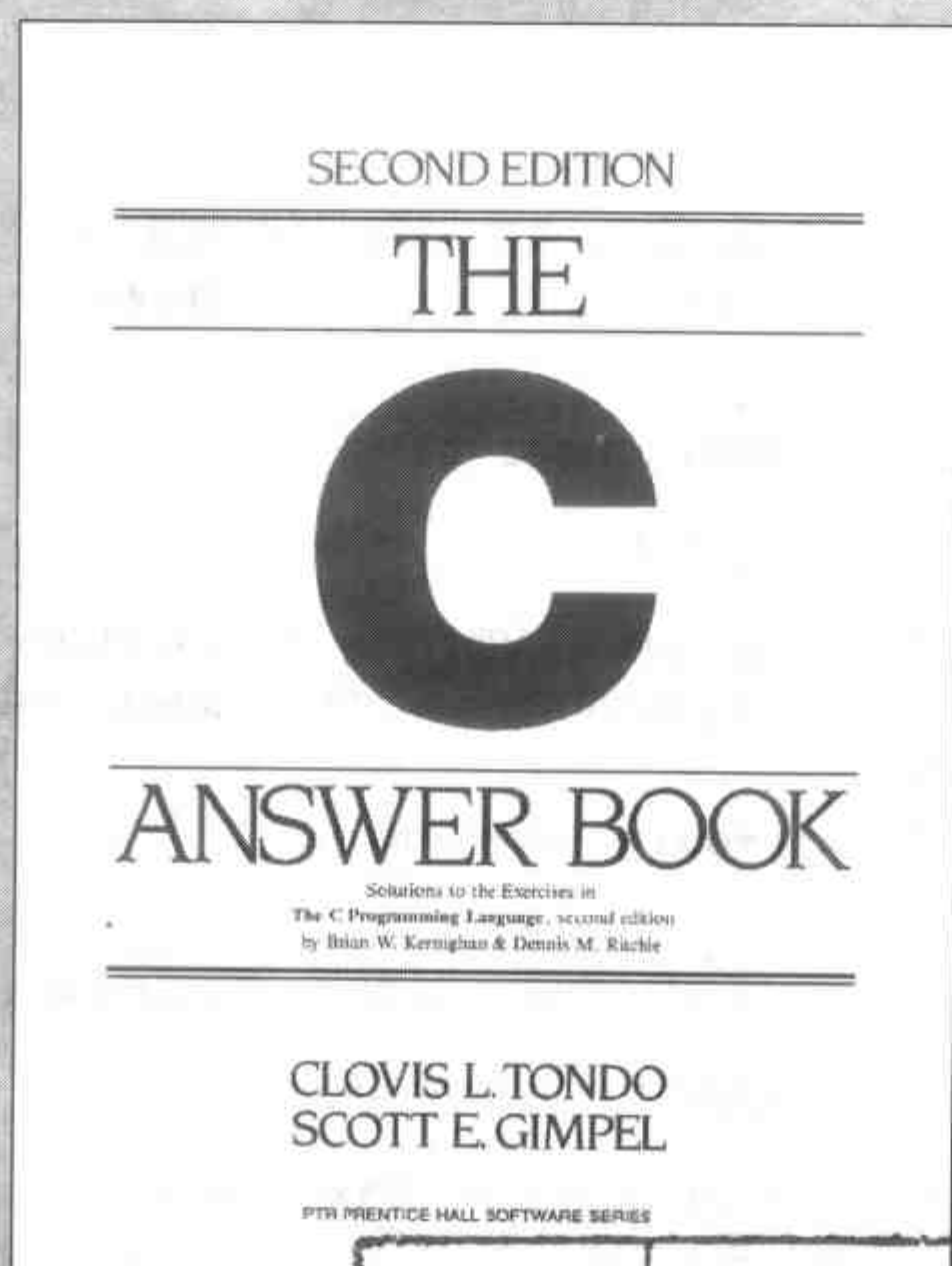 SECOND EDITION
THE
C
ANSWER BOOK
Solutions to the Exercises in
The C Programming Language, second edition
by Brian W. Kernighan & Dennis M. Ritchie
CLOVIS L. TONDO
SCOTT E. GIMPEL
PTR PRENTICE HALL SOFTWARE SERIES